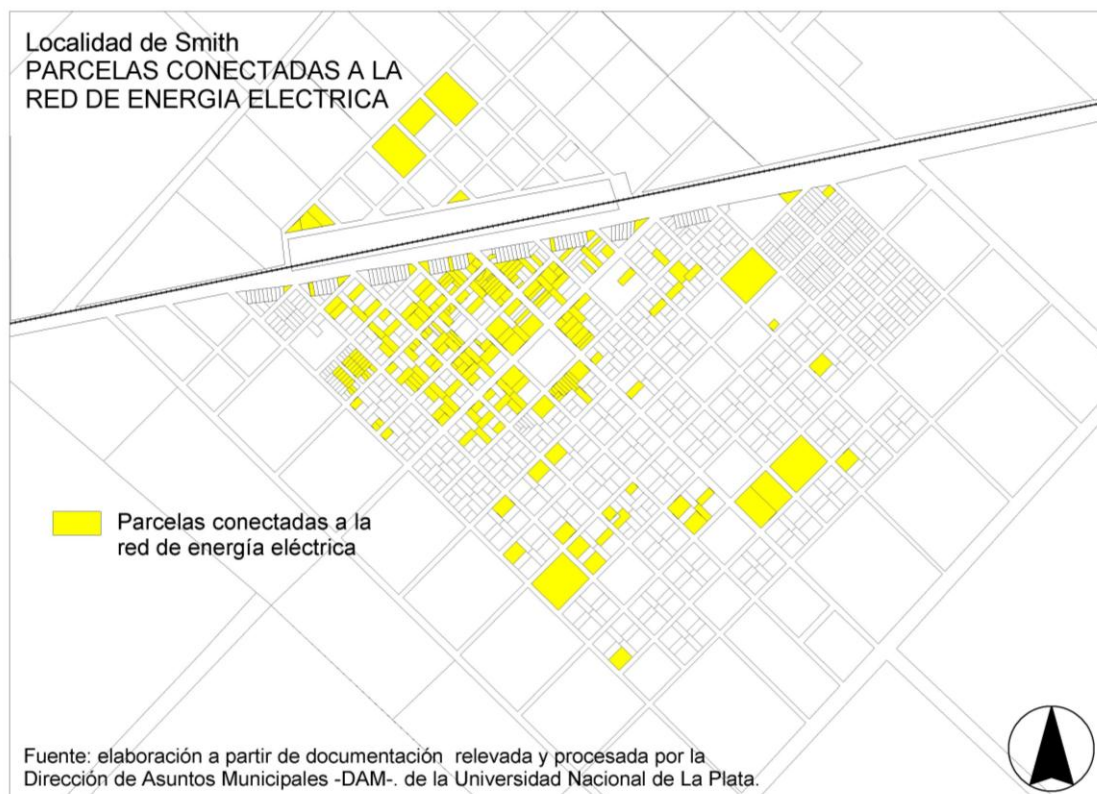 Localidad de Smith
PARCELAS CONECTADAS A LA
RED DE ENERGIA ELECTRICA
Parcelas conectadas a la
red de energía eléctrica
Fuente: elaboración a partir de documentación relevada y procesada por la
Dirección de Asuntos Municipales -DAM-. de la Universidad Nacional de La Plata.